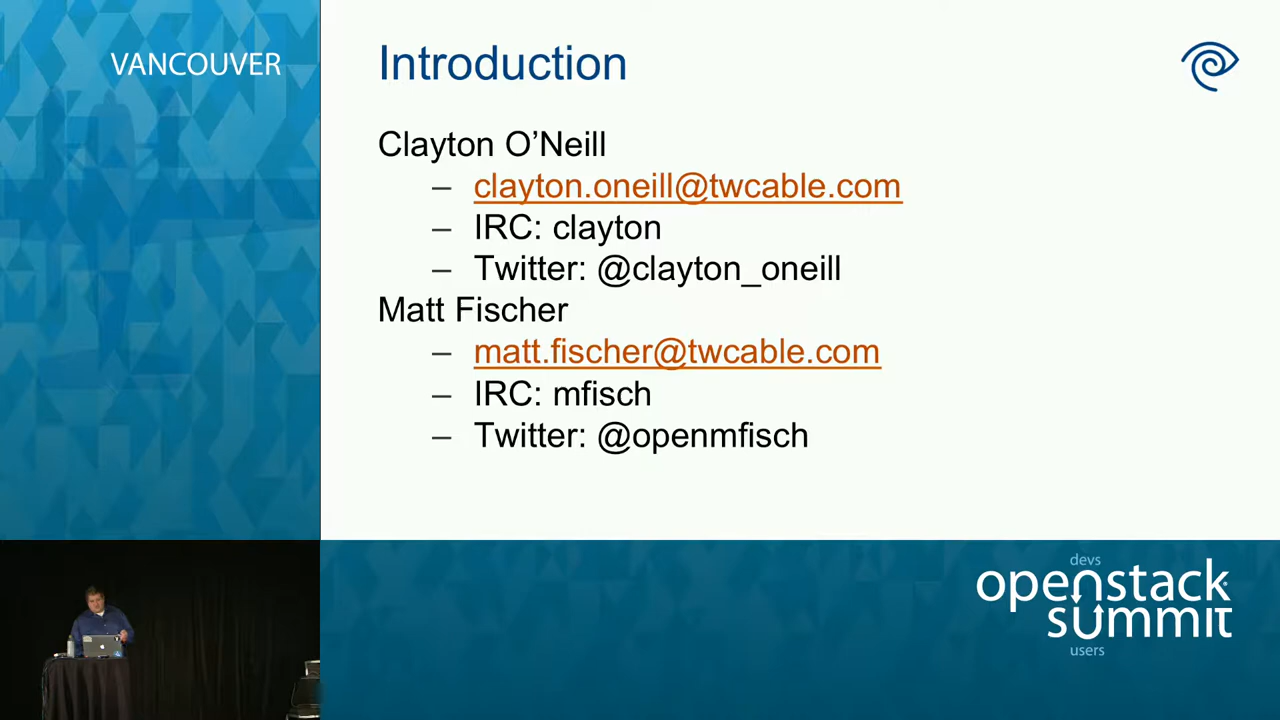 VANCOUVER
Introduction
Clayton O’Neill
– clayton.oneill@twcable.com
– IRC: clayton
– Twitter: @clayton_oneill
Matt Fischer
– matt.fischer@twcable.com
– IRC: mfisch
– Twitter: @openmfisch
devs
openstack
summit
users